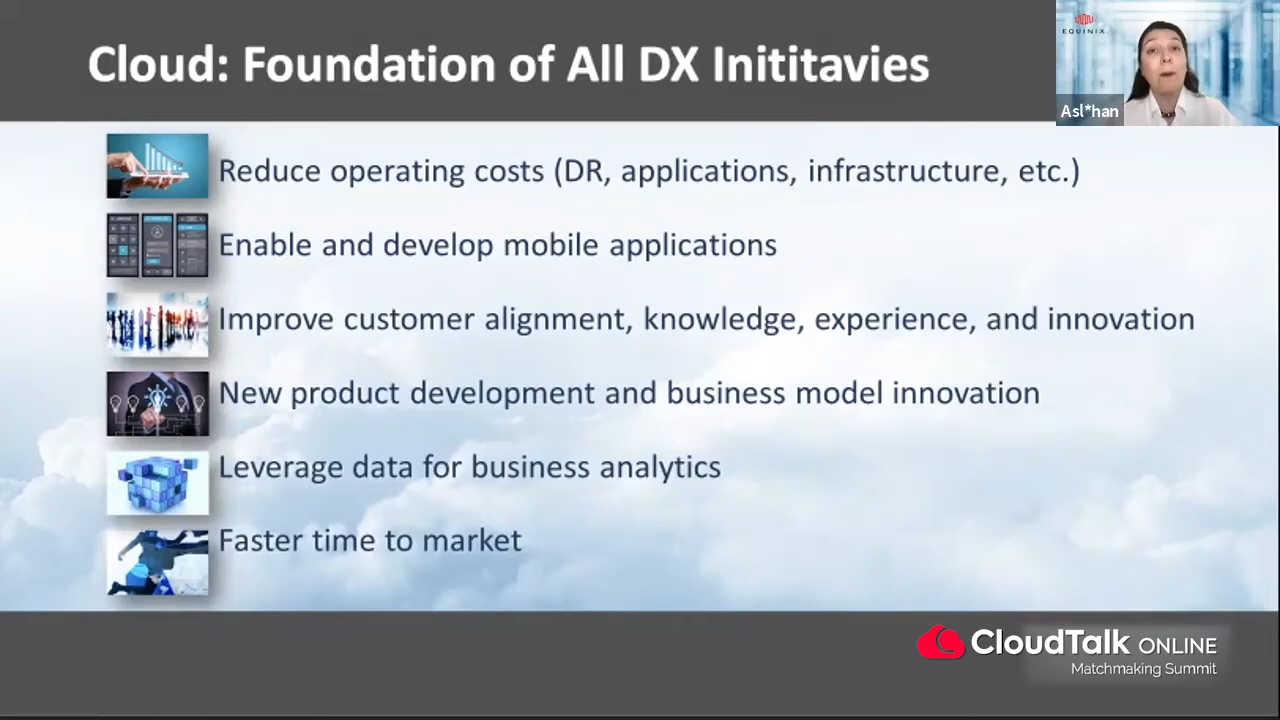 Cloud: Foundation of All DX Inititavies
EQUINIX
Asl*han
Reduce operating costs (DR, applications, infrastructure, etc.)
Enable and develop mobile applications
Improve customer alignment, knowledge, experience, and innovation
New product development and business model innovation
Leverage data for business analytics
Faster time to market
CloudTalk ONLINE
Matchmaking Summit